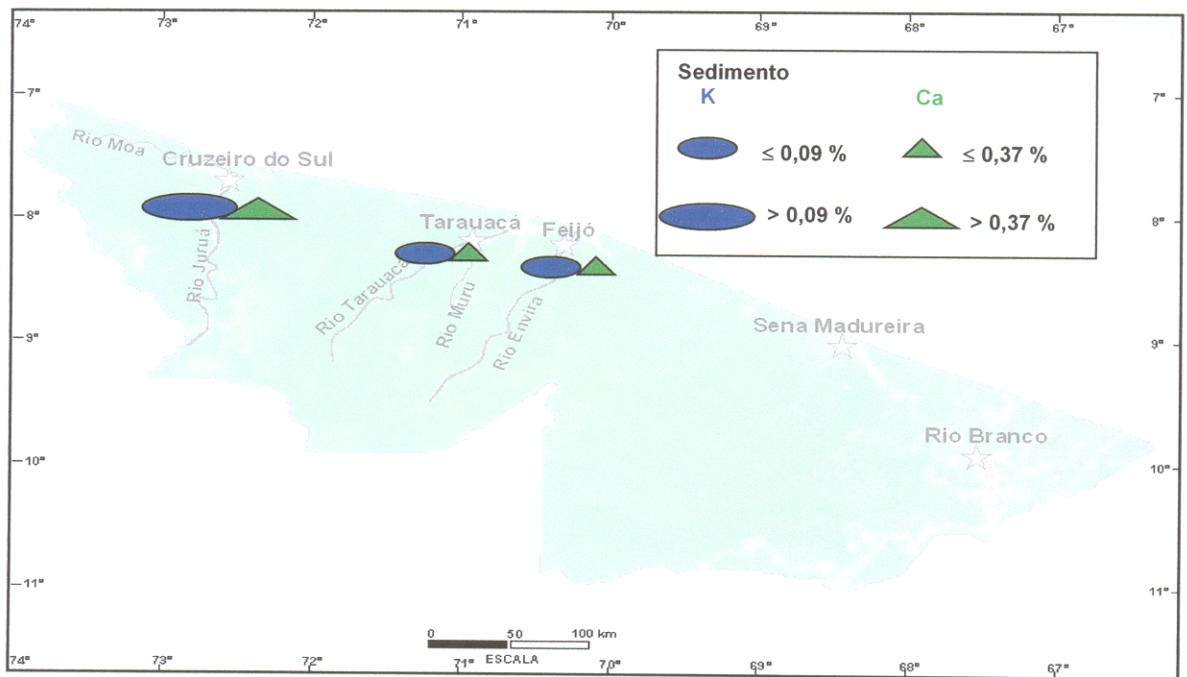 74° 73° 72° 71° 70° 69° 68° 67°
Sedimento
K Ca
≤ 0,09 % ≤ 0,37 %
> 0,09 % > 0,37 %
7° 7°
Rio Moa
Cruzeiro do Sul
8° 8°
Tarauacá Feijó
Rio Juruá
Rio Tarauacá
Rio Muru
Rio Envira
Sena Madureira
9° 9°
Rio Branco
10° 10°
11° 11°
0 50 100 km
ESCALA
74° 73° 72° 71° 70° 69° 68° 67°